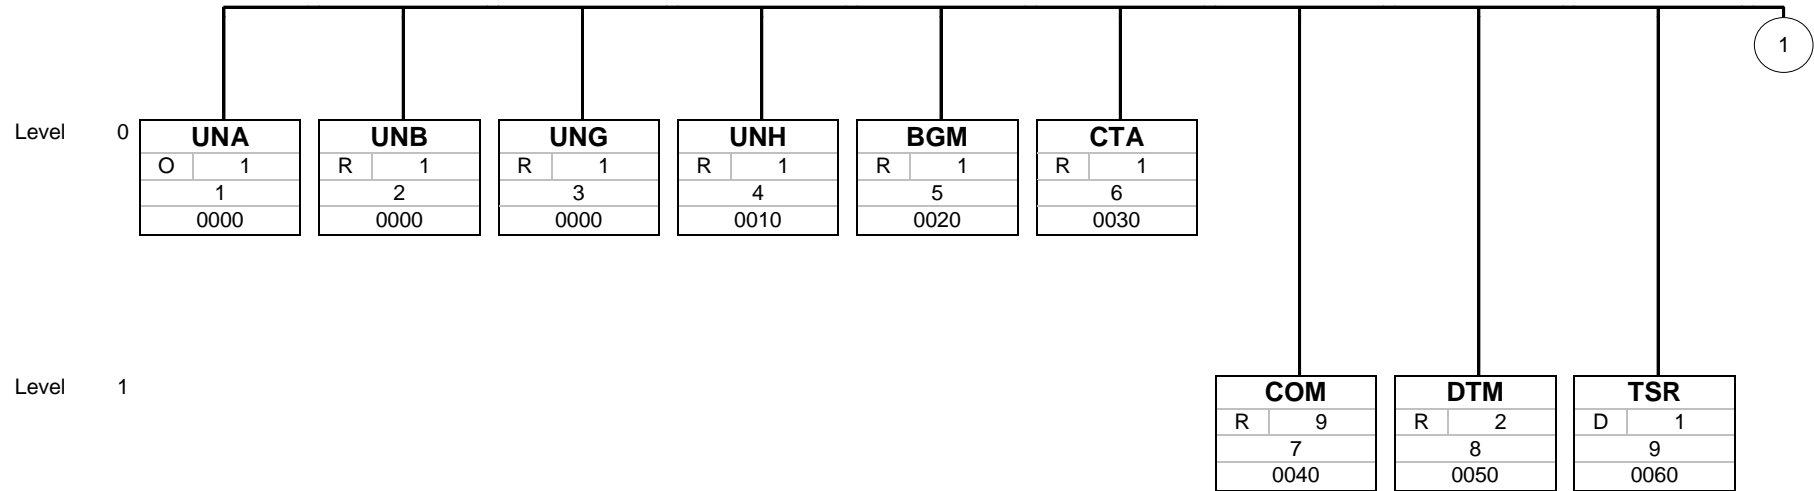 1
Level 0 UNA UNB UNG UNH BGM CTA
O 1 R 1 R 1 R 1 R 1 R 1
1 2 3 4 5 6
0000 0000 0000 0010 0020 0030
Level 1 COM DTM TSR
R 9 R 2 D 1
7 8 9
0040 0050 0060